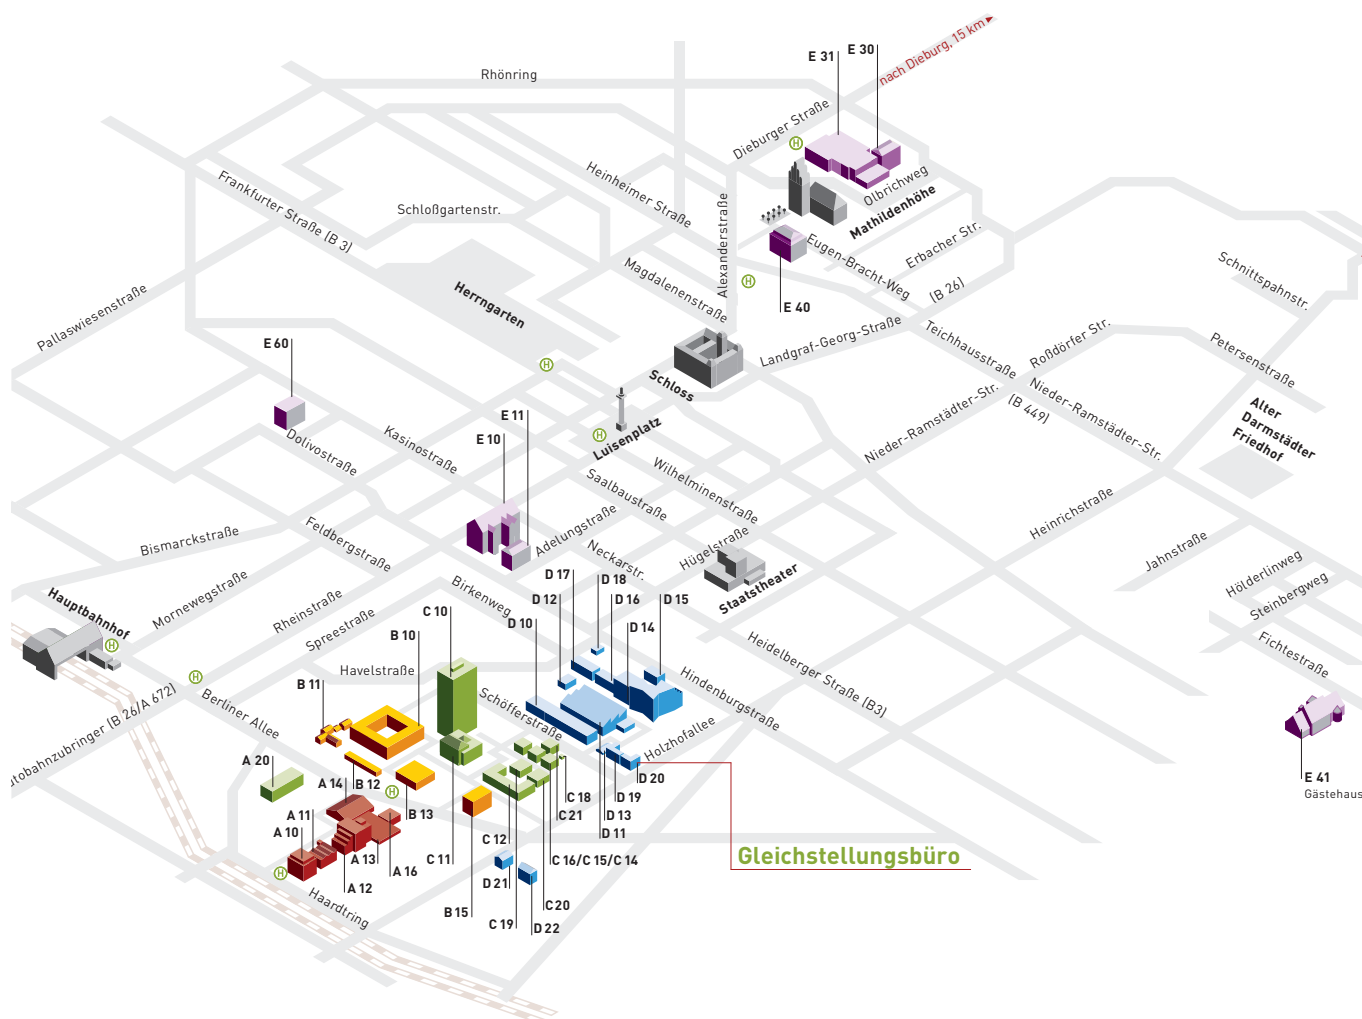 nach Dieburg, 15 km
E 31
E 30
Rhönring
Dieburger Straße
H
Olbrichweg
Mathildenhöhe
Heinheimer Straße
Frankfurter Straße (B 3)
Schloßgartenstr.
Alexanderstraße
Eugen-Bracht-Weg
Erbacher Str.
Magdalenenstraße
H
E 40
(B 26)
Schnittspahnstr.
Herrngarten
Pallaswiesenstraße
Landgraf-Georg-Straße
Teichhausstraße
Roßdörfer Str.
Petersenstraße
E 60
H
Schloss
Nieder-Ramstädter-Str.
(B 449)
Nieder-Ramstädter-Str.
Alter
Darmstädter
Friedhof
E 11
E 10
H
Luisenplatz
Dolivostraße
Kasinostraße
Wilhelminenstraße
Saalbaustraße
Heinrichstraße
Bismarckstraße
Feldbergstraße
Adelungstraße
Neckarstr.
Hügelstraße
Staatstheater
Jahnstraße
Hölderlinweg
Steinbergweg
Fichtestraße
Hauptbahnhof
H
Mornewegstraße
Rheinstraße
Spreestraße
Birkenweg
D 17
D 18
D 12
D 16
D 15
D 10
D 14
C 10
B 10
Havelstraße
H
Berliner Allee
B 11
Schöfferstraße
Hindenburgstraße
Heidelberger Straße (B3)
Holzhofallee
utobahnzubringer (B 26/A 672)
A 20
A 14
B 12
H
B 13
C 18
D 20
D 19
C 21
D 13
D 11
E 41
Gästehaus
A 11
A 10
A 13
A 16
A 12
C 11
C 12
C 16/C 15/C 14
Gleichstellungsbüro
H
Haardtring
D 21
B 15
C 20
C 19
D 22